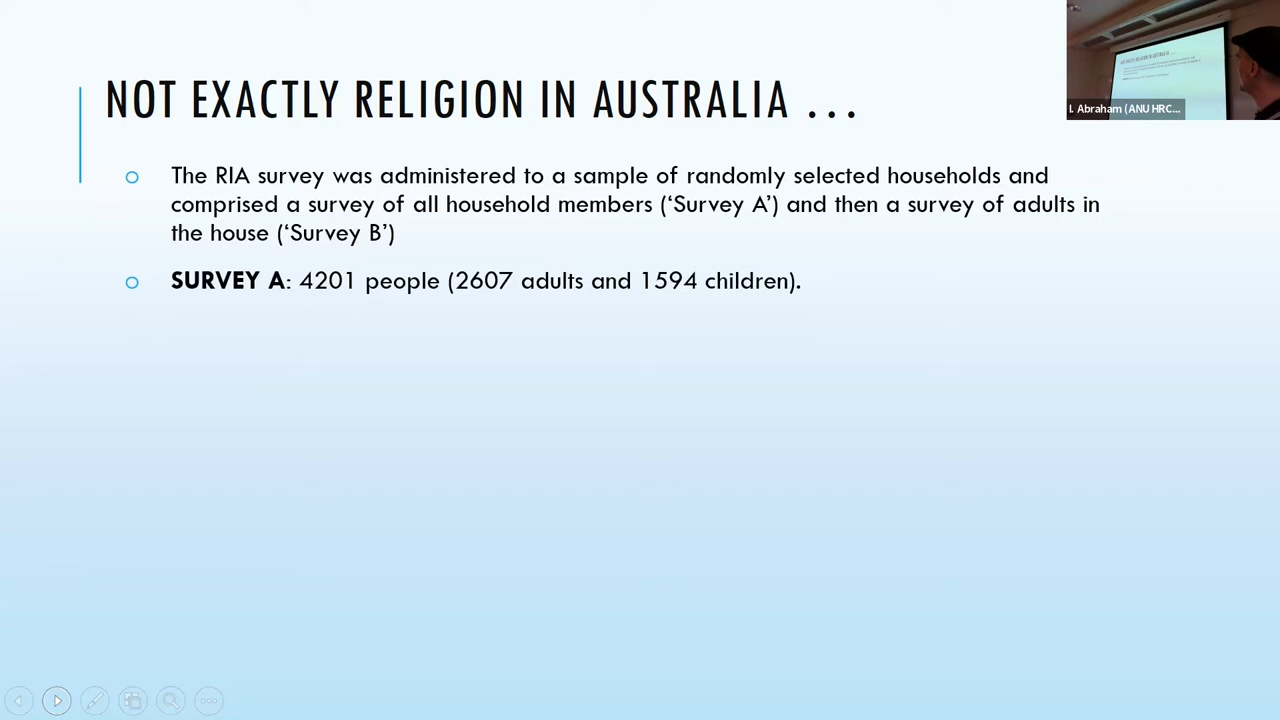 NOT EXACTLY RELIGION IN AUSTRALIA ...
I. Abraham (ANU HRC...
The RIA survey was administered to a sample of randomly selected households and
comprised a survey of all household members (‘Survey A’) and then a survey of adults in
the house (‘Survey B’)
SURVEY A: 4201 people (2607 adults and 1594 children).